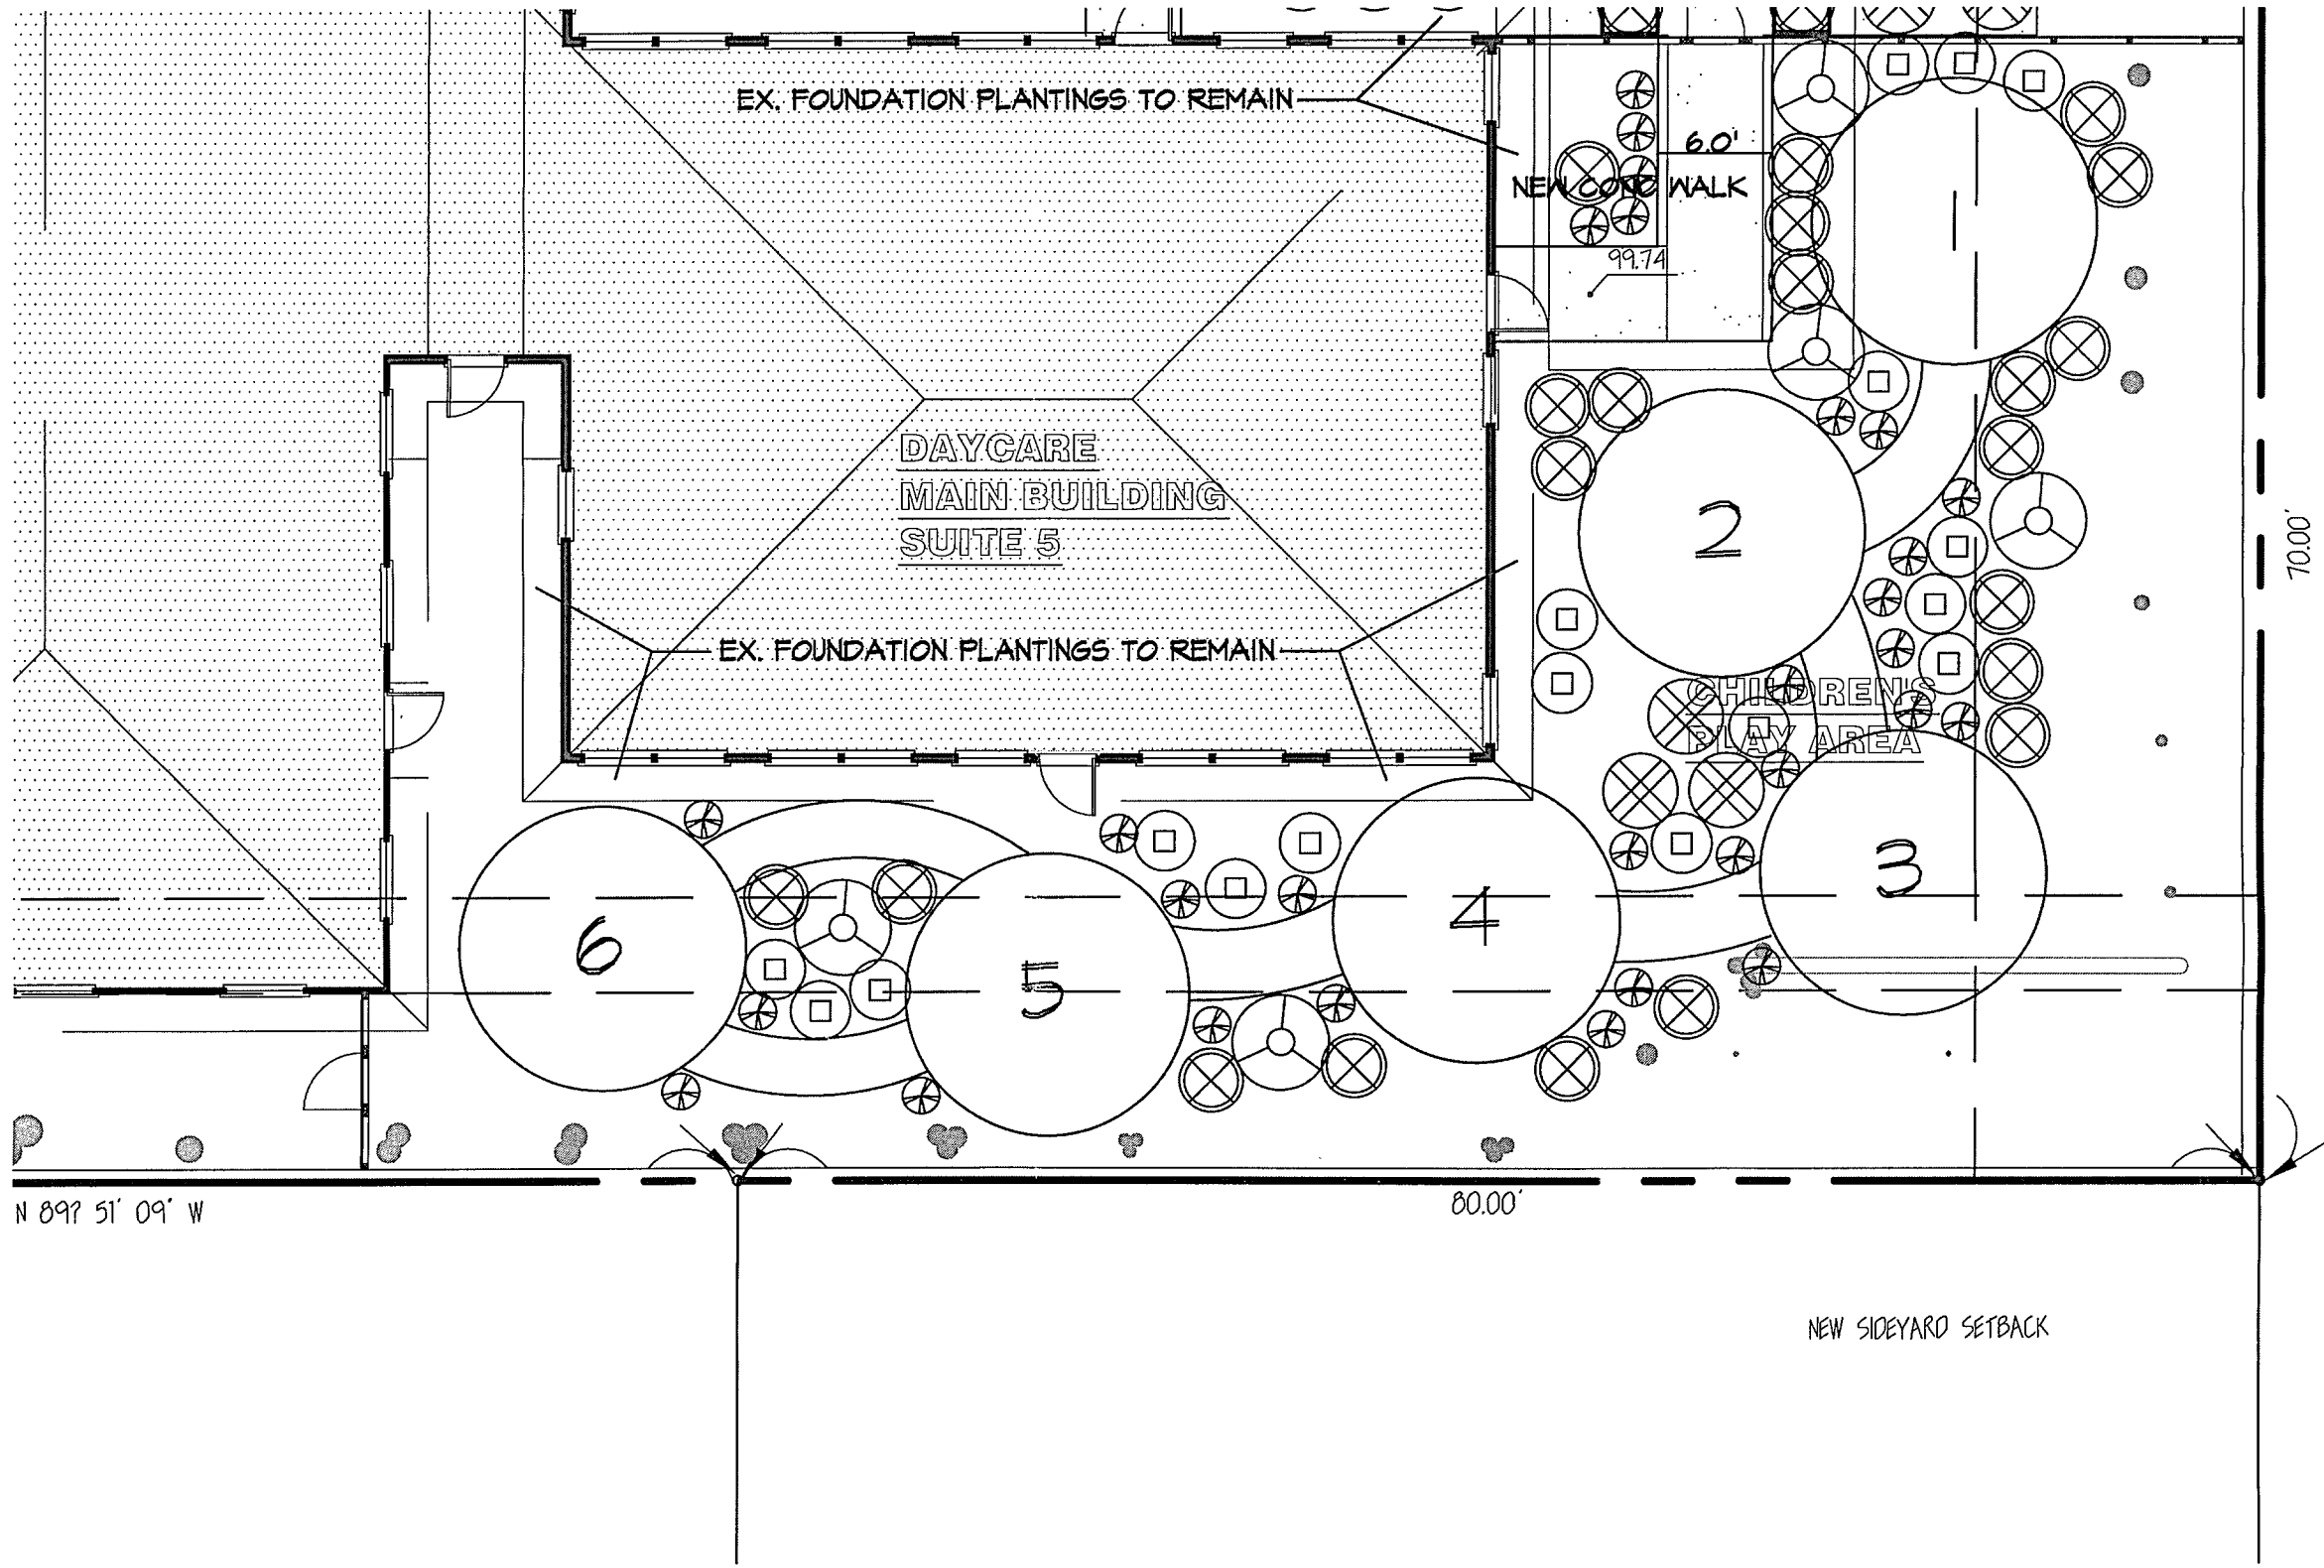 EX. FOUNDATION PLANTINGS TO REMAIN
6.0'
NEW CONC WALK
1
99.74
DAYCARE
MAIN BUILDING
SUITE 5
2
70.00'
EX. FOUNDATION PLANTINGS TO REMAIN
CHILDREN'S
PLAY AREA
3
4
5
6
N 89? 51' 09" W
80.00'
NEW SIDEYARD SETBACK